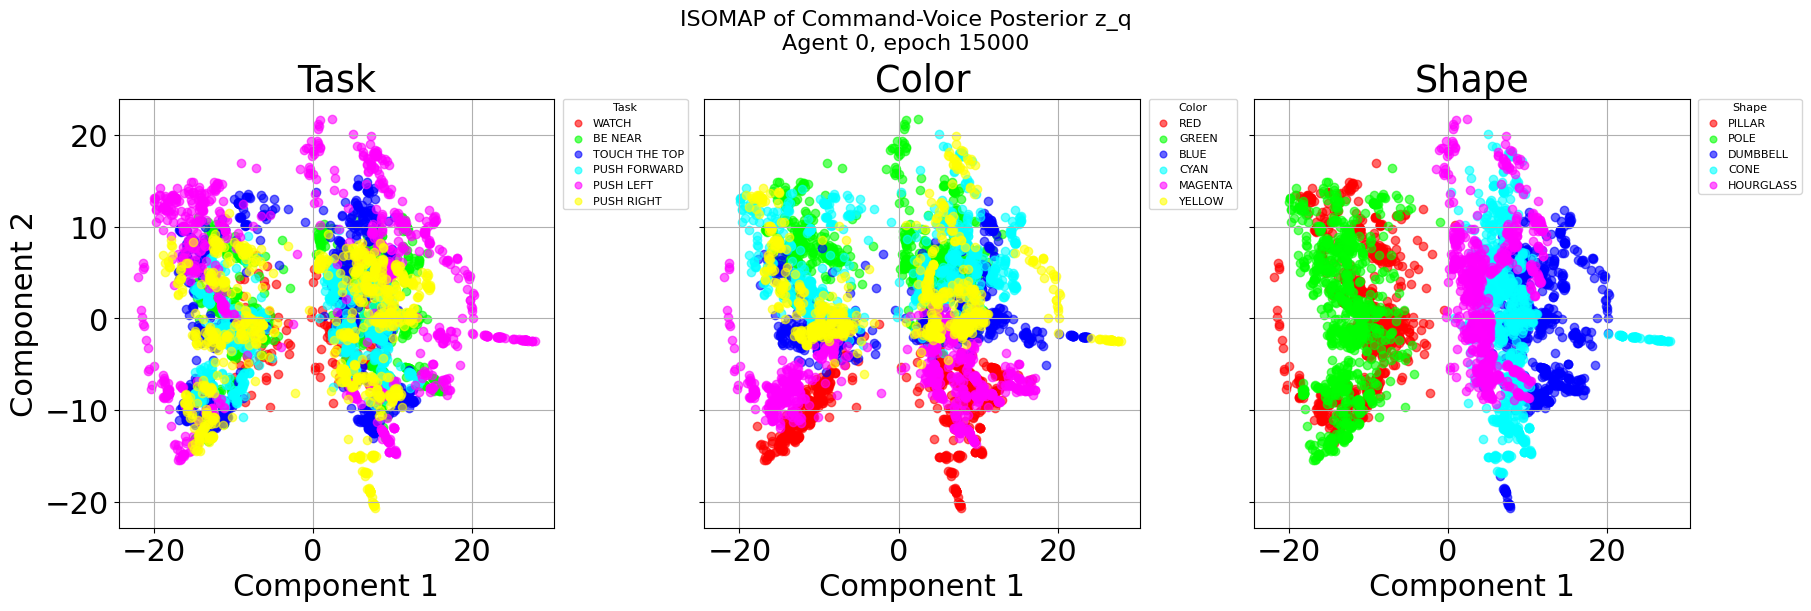 ISOMAP of Command-Voice Posterior z_q
Agent 0, epoch 15000
Task
Color
Shape
Task
WATCH
BE NEAR
TOUCH THE TOP
PUSH FORWARD
PUSH LEFT
PUSH RIGHT
Color
RED
GREEN
BLUE
CYAN
MAGENTA
YELLOW
Shape
PILLAR
POLE
DUMBBELL
CONE
HOURGLASS
Component 2
20
10
0
−10
−20
−20 0 20
−20 0 20
−20 0 20
Component 1
Component 1
Component 1